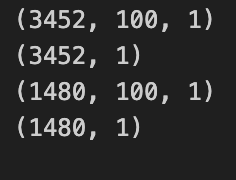 (3452, 100, 1)
(3452, 1)
(1480, 100, 1)
(1480, 1)